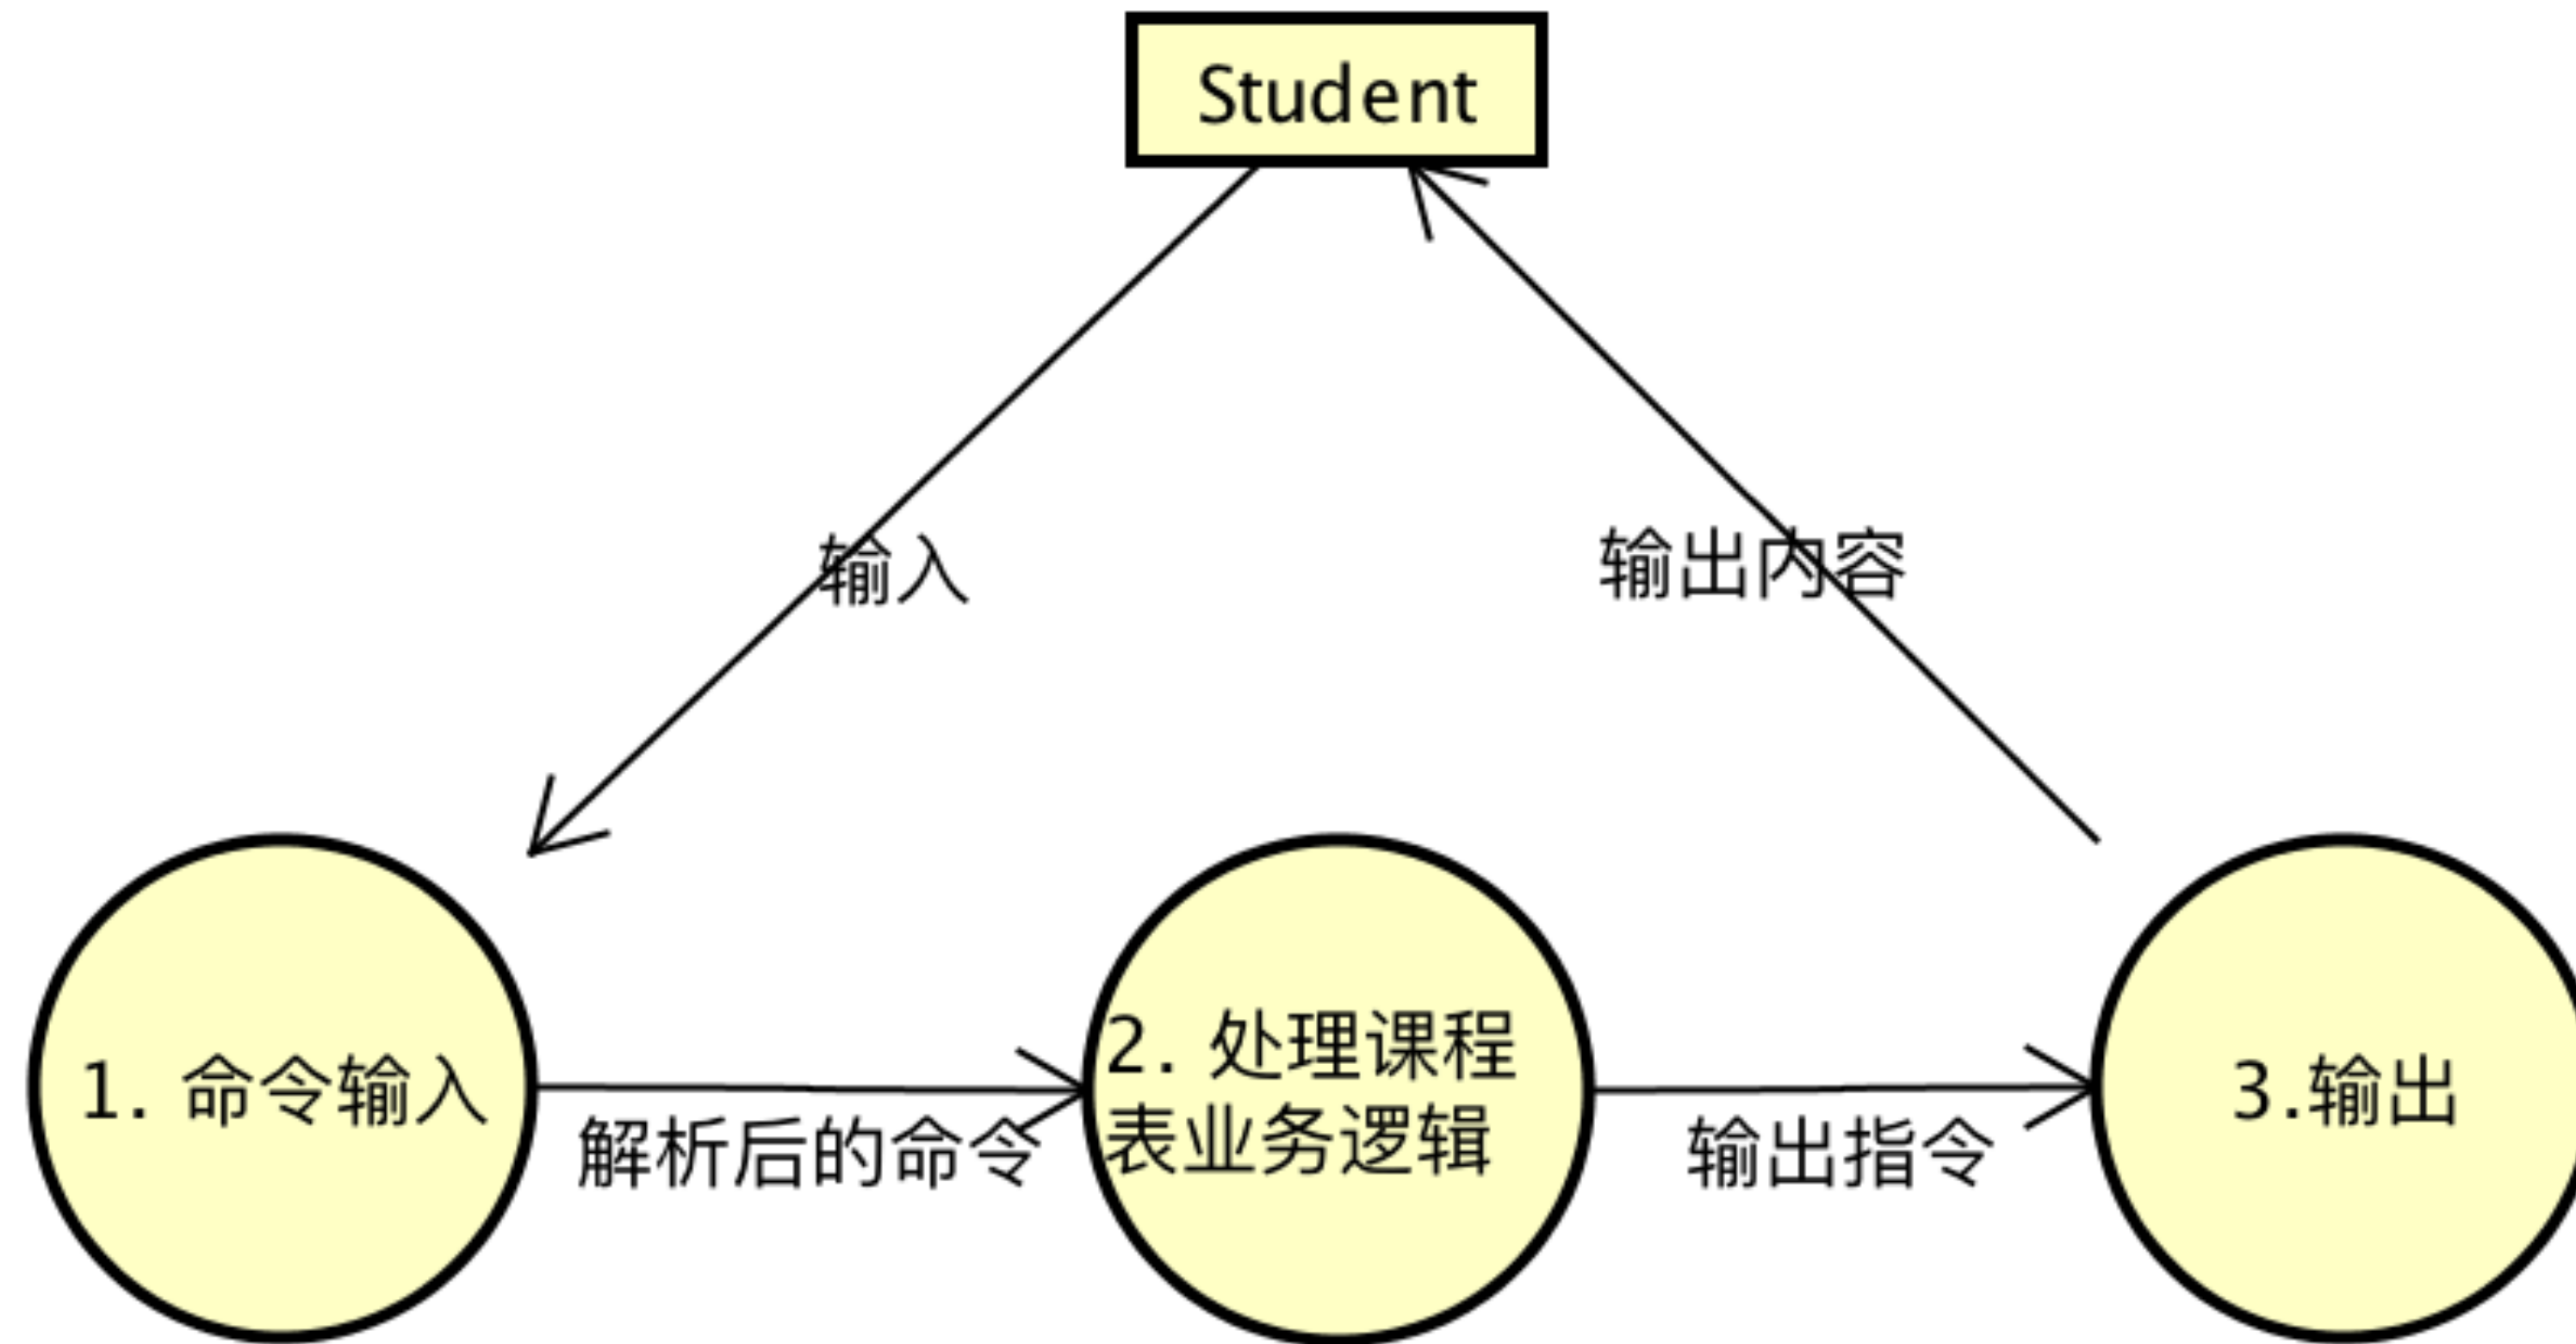 Student
输入
输出内容
1. 命令输入
解析后的命令
2. 处理课程
表业务逻辑
输出指令
3.输出